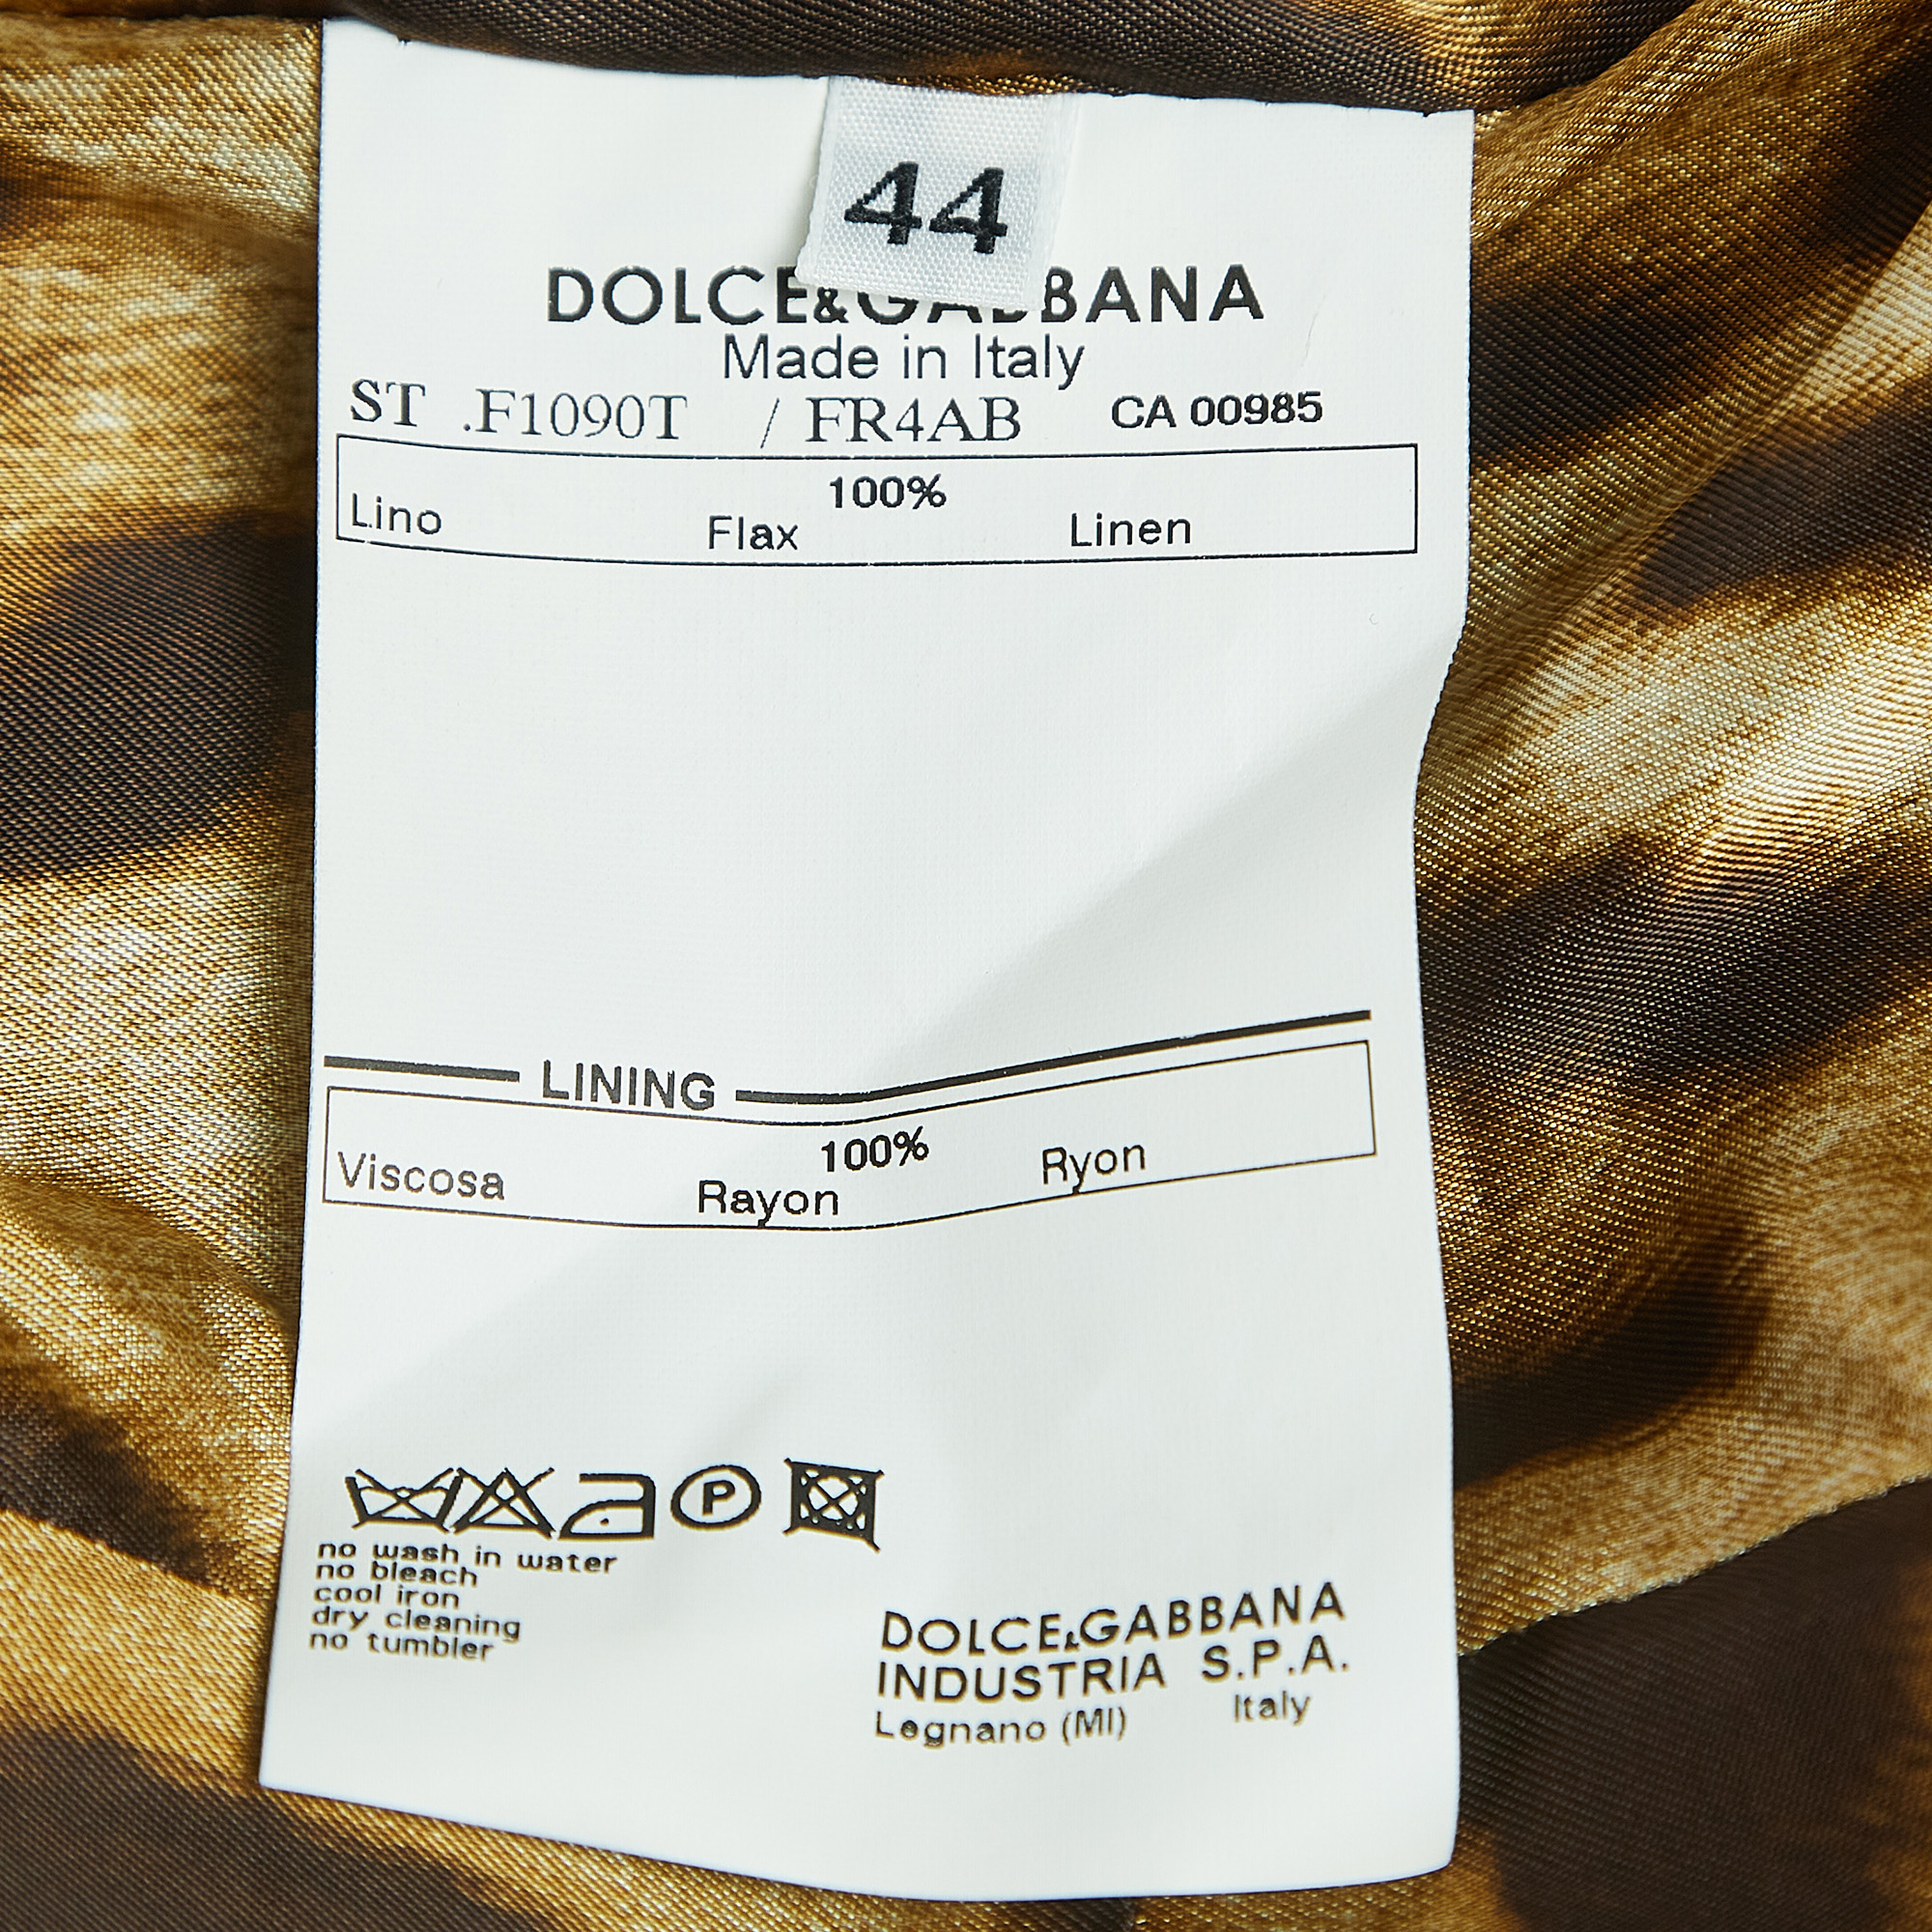 44
DOLCE&GABBANA
Made in Italy
ST .F1090T / FR4AB CA 00985
100%
Lino Flax Linen
LINING
100%
Viscosa Rayon Ryon
P
no wash in water
no bleach
cool iron
dry cleaning
no tumbler
DOLCE&GABBANA
INDUSTRIA S.P.A.
Legnano (MI) Italy